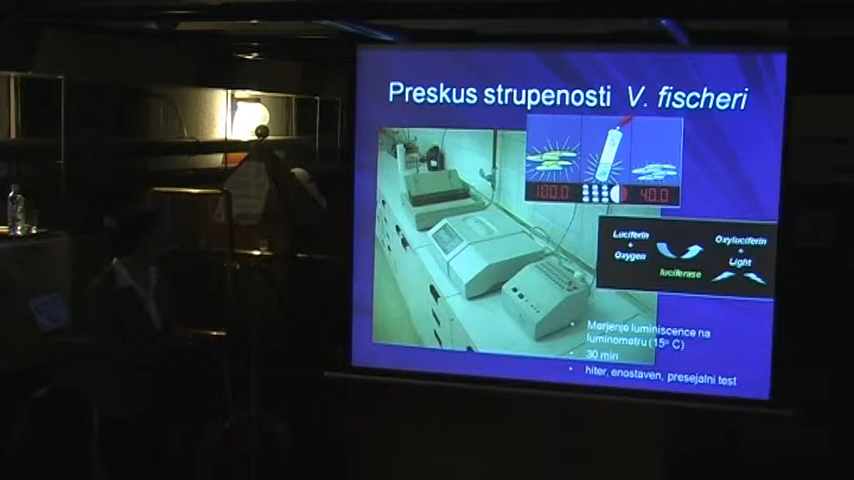 Preskus strupenosti V. fischeri
100.0
40.0
Luciferin
+
Oxygen
luciferase
Oxyluciferin
+
Light
• Merjenje luminiscence na
luminometru (15º C)
• 30 min
• hiter, enostaven, presejalni test